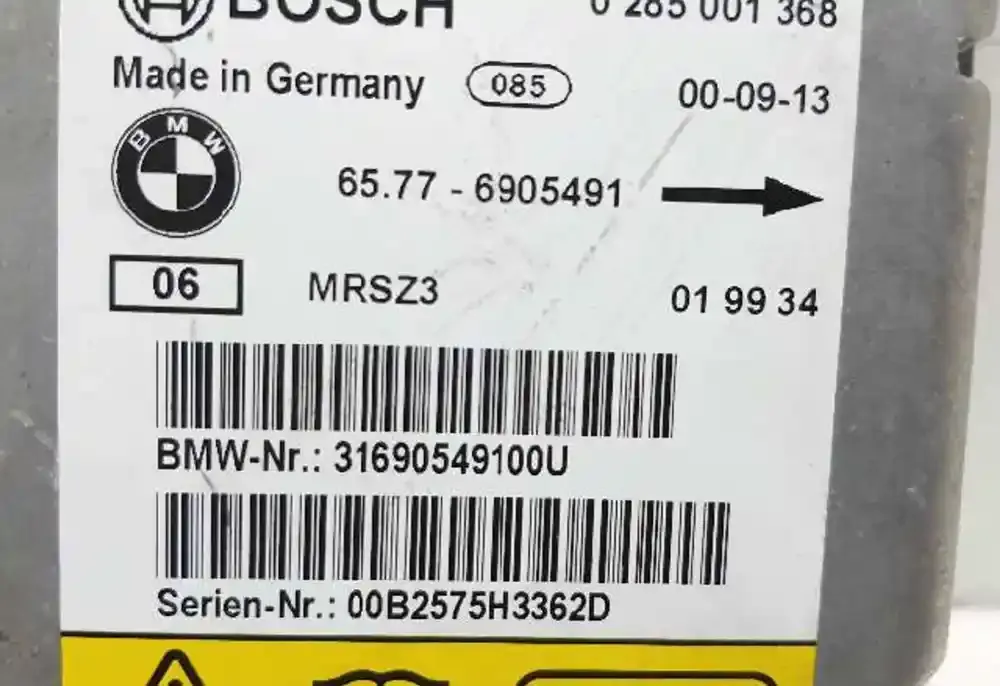 BOSCH 0 285 001 368
Made in Germany 085 00-09-13
BMW
65.77 - 6905491
06 MRSZ3 01 99 34
BMW-Nr.: 31690549100U
Serien-Nr.: 00B2575H3362D